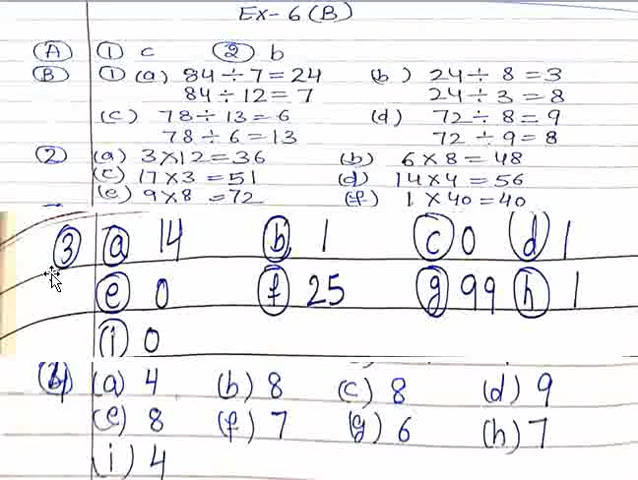 Ex- 6 (B)
(A) (1) c (2) b
(B) (1) (a) 84 ÷ 7 = 24 (b) 24 ÷ 8 = 3
84 ÷ 12 = 7 24 ÷ 3 = 8
(c) 78 ÷ 13 = 6 (d) 72 ÷ 8 = 9
78 ÷ 6 = 13 72 ÷ 9 = 8
(2) (a) 3 × 12 = 36 (b) 6 × 8 = 48
(c) 17 × 3 = 51 (d) 14 × 4 = 56
(e) 9 × 8 = 72 (f) 1 × 40 = 40
(3) (a) 14 (b) 1 (c) 0 (d) 1
(e) 0 (f) 25 (g) 99 (h) 1
(i) 0
(a) 4 (b) 8 (c) 8 (d) 9
(e) 8 (f) 7 (g) 6 (h) 7
(i) 4